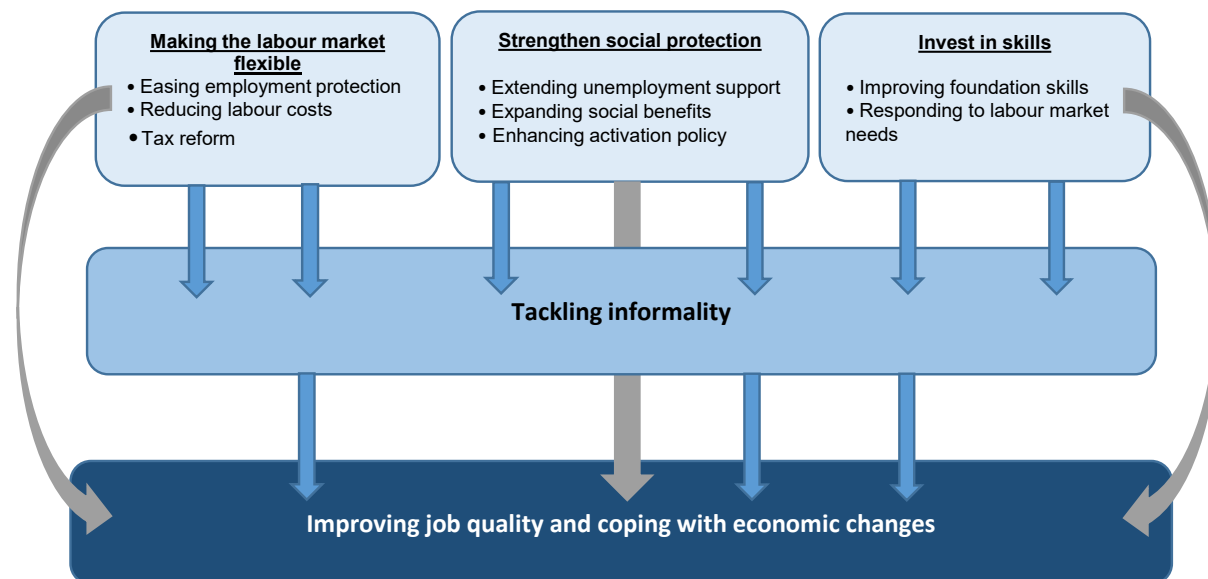 Making the labour market
flexible
• Easing employment protection
• Reducing labour costs
• Tax reform
Strengthen social protection
• Extending unemployment support
• Expanding social benefits
• Enhancing activation policy
Invest in skills
• Improving foundation skills
• Responding to labour market
needs
Tackling informality
Improving job quality and coping with economic changes